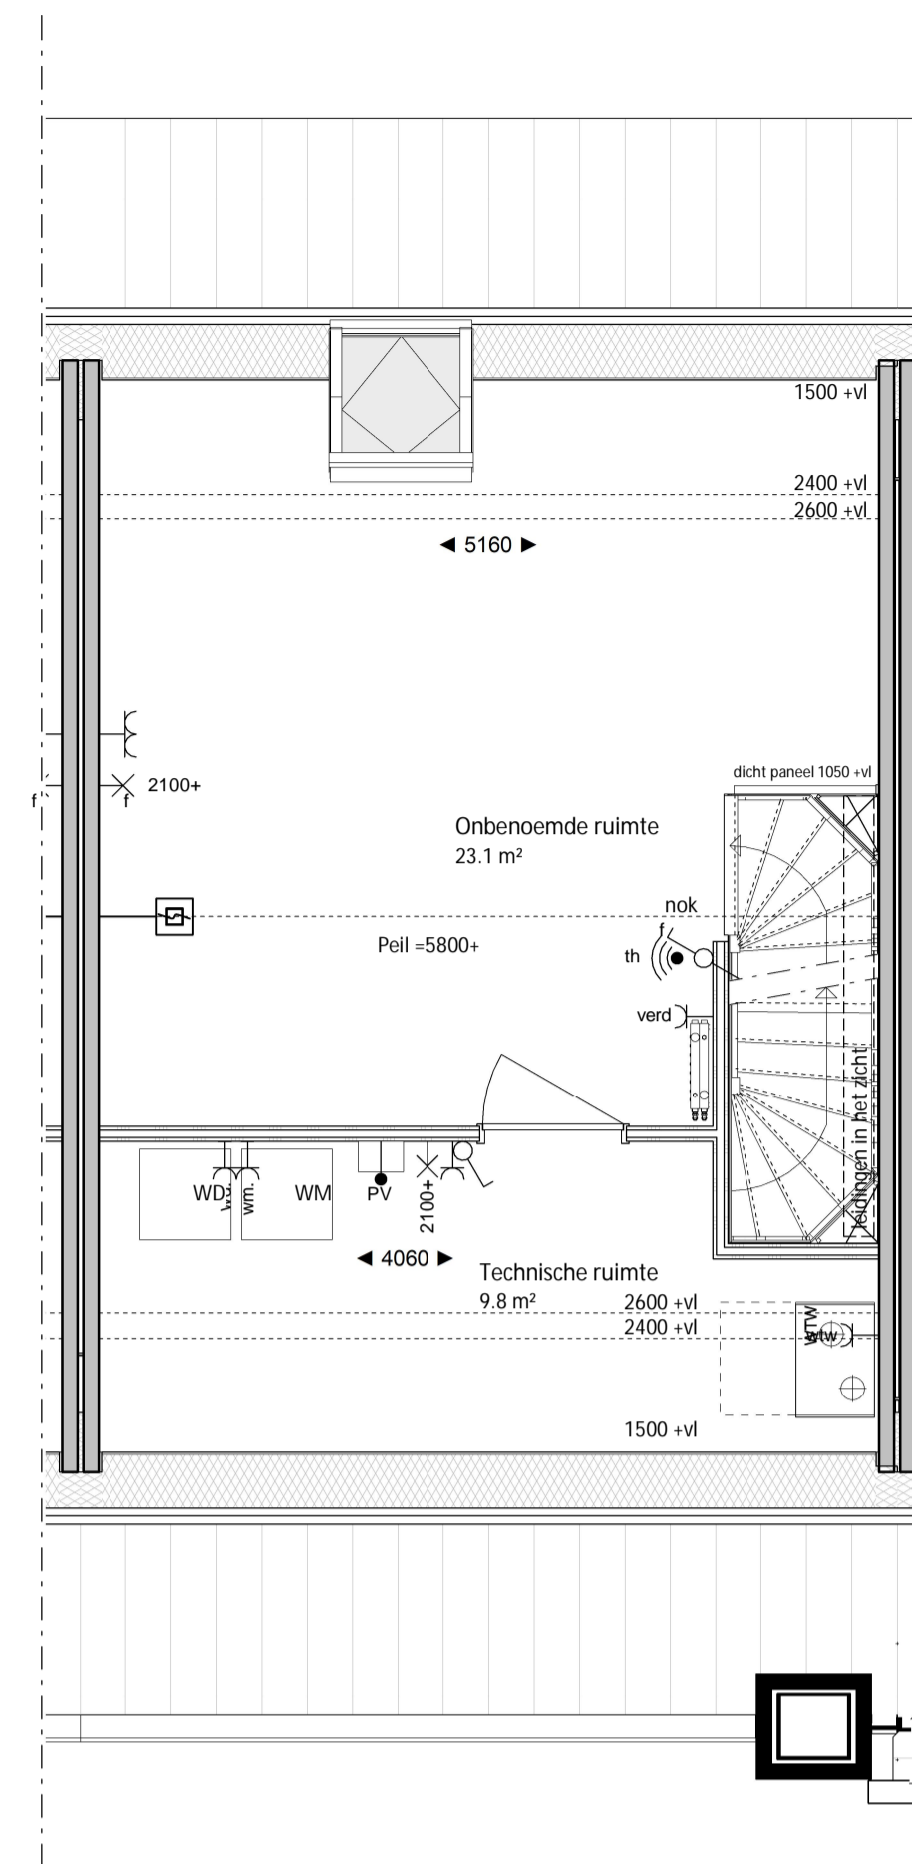 1500 +vl
2400 +vl
2600 +vl
◄ 5160 ►
dicht paneel 1050 +vl
2100+
f
f
Onbenoemde ruimte
23.1 m²
nok
f
Peil =5800+
th
verd
leidingen in het zicht
WD
wm.
WM
PV
2100+
◄ 4060 ►
Technische ruimte
9.8 m²
2600 +vl
2400 +vl
WTW
wtw
1500 +vl